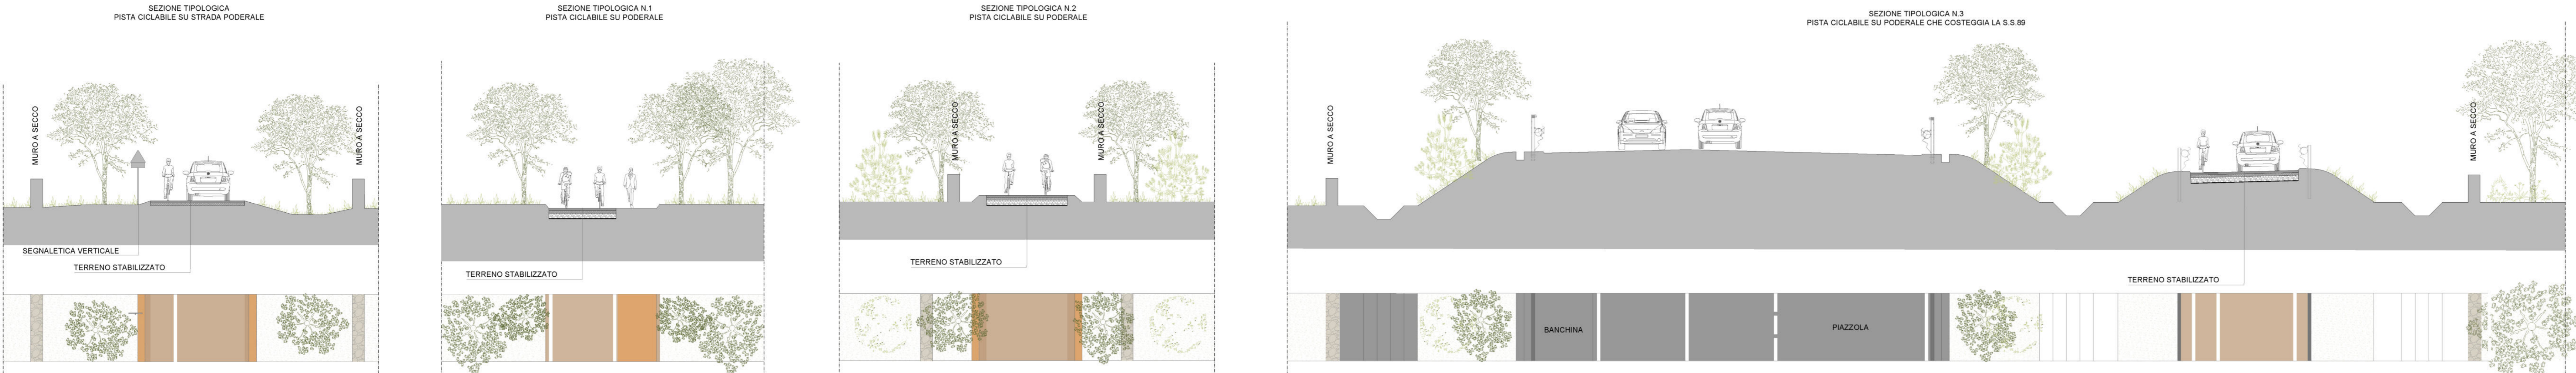 SEZIONE TIPOLOGICA
PISTA CICLABILE SU STRADA PODERALE
MURO A SECCO
MURO A SECCO
SEGNALETICA VERTICALE
TERRENO STABILIZZATO
SEZIONE TIPOLOGICA N.1
PISTA CICLABILE SU PODERALE
TERRENO STABILIZZATO
SEZIONE TIPOLOGICA N.2
PISTA CICLABILE SU PODERALE
MURO A SECCO
MURO A SECCO
TERRENO STABILIZZATO
SEZIONE TIPOLOGICA N.3
PISTA CICLABILE SU PODERALE CHE COSTEGGIA LA S.S.89
MURO A SECCO
MURO A SECCO
TERRENO STABILIZZATO
BANCHINA
PIAZZOLA